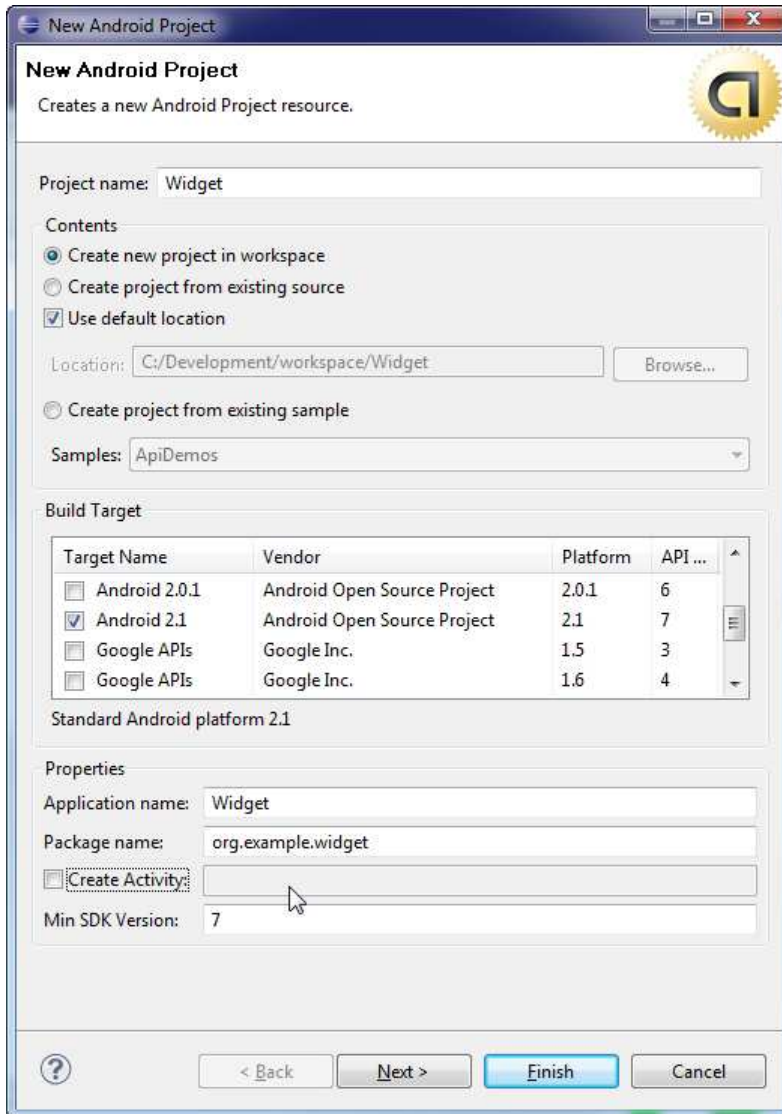 New Android Project
New Android Project
Creates a new Android Project resource.
Project name: Widget
Contents
Create new project in workspace
Create project from existing source
Use default location
Location: C:/Development/workspace/Widget Browse...
Create project from existing sample
Samples: ApiDemos
Build Target
Target Name Vendor Platform API ...
Android 2.0.1 Android Open Source Project 2.0.1 6
Android 2.1 Android Open Source Project 2.1 7
Google APIs Google Inc. 1.5 3
Google APIs Google Inc. 1.6 4
Standard Android platform 2.1
Properties
Application name: Widget
Package name: org.example.widget
Create Activity:
Min SDK Version: 7
? < Back Next > Finish Cancel